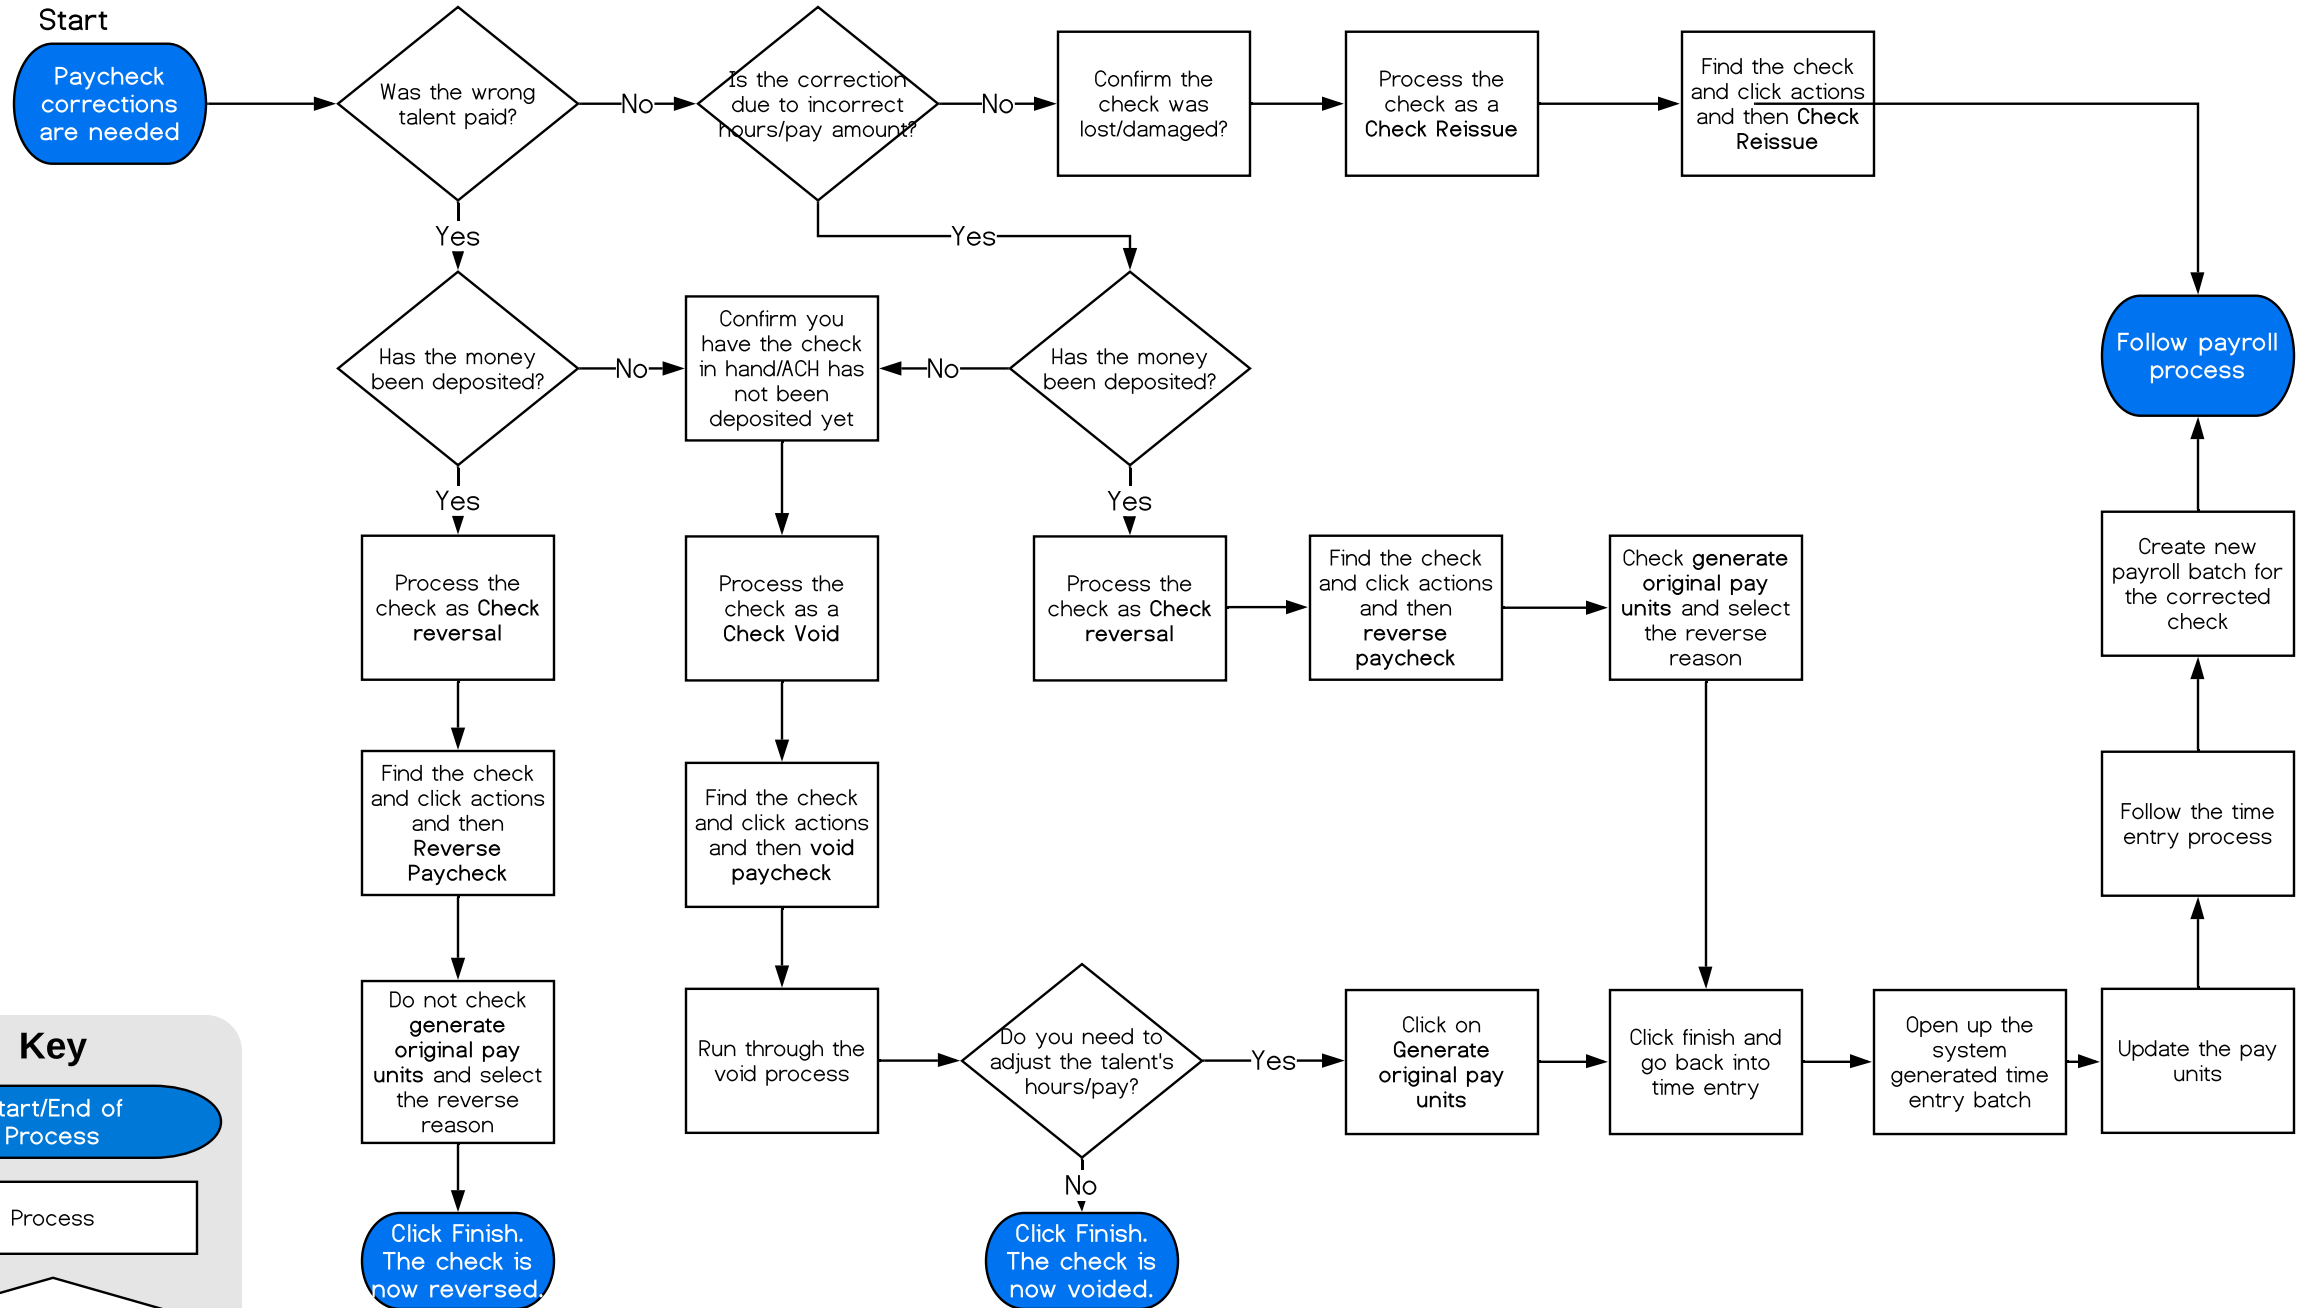 Start
Paycheck
corrections
are needed
Was the wrong
talent paid?
No
Is the correction
due to incorrect
hours/pay amount?
No
Confirm the
check was
lost/damaged?
Process the
check as a
Check Reissue
Find the check
and click actions
and then Check
Reissue
Yes
Yes
Has the money
been deposited?
No
Confirm you
have the check
in hand/ACH has
not been
deposited yet
No
Has the money
been deposited?
Follow payroll
process
Yes
Yes
Process the
check as Check
reversal
Process the
check as a
Check Void
Process the
check as Check
reversal
Find the check
and click actions
and then
reverse
paycheck
Check generate
original pay
units and select
the reverse
reason
Create new
payroll batch for
the corrected
check
Find the check
and click actions
and then
Reverse
Paycheck
Find the check
and click actions
and then void
paycheck
Follow the time
entry process
Do not check
generate
original pay
units and select
the reverse
reason
Run through the
void process
Do you need to
adjust the talent's
hours/pay?
Yes
Click on
Generate
original pay
units
Click finish and
go back into
time entry
Open up the
system
generated time
entry batch
Update the pay
units
No
Click Finish.
The check is
now reversed.
Click Finish.
The check is
now voided.
Key
tart/End of
Process
Process